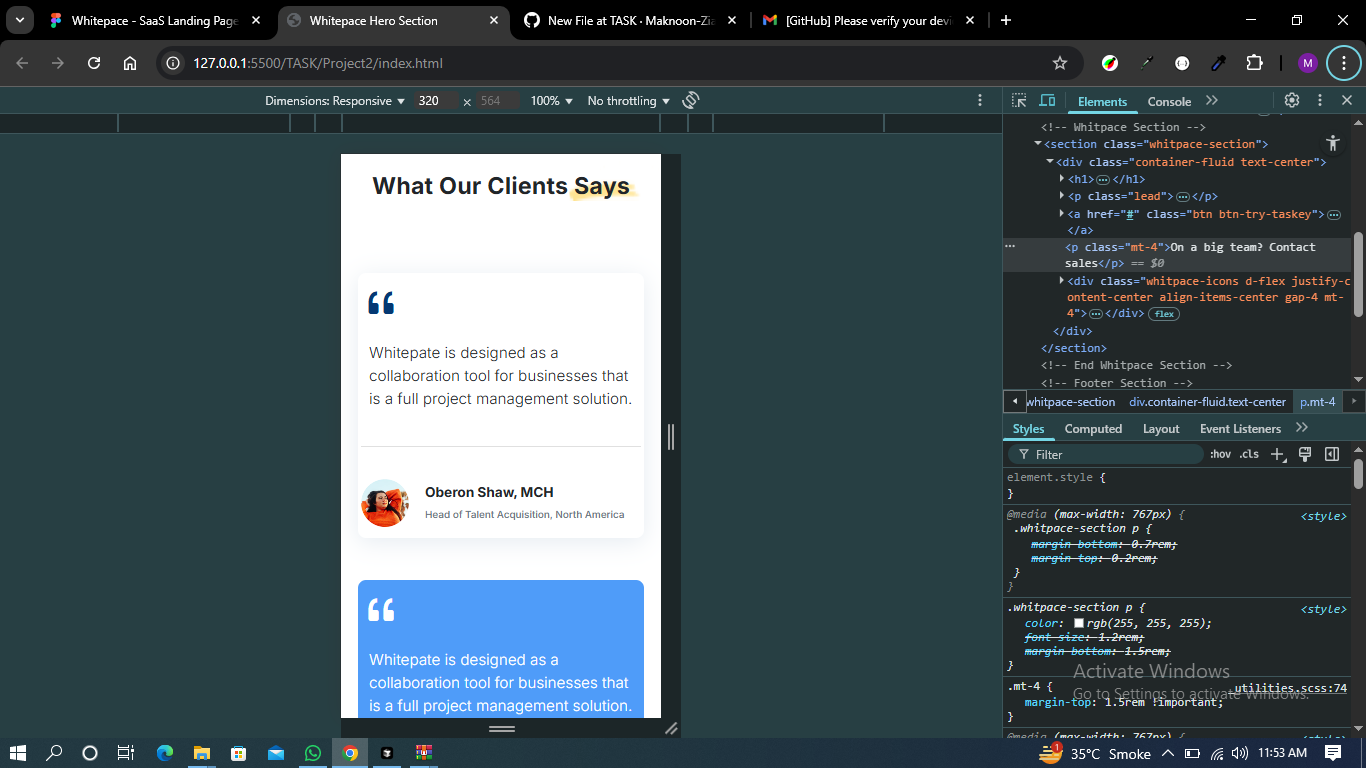 Whitepace - SaaS Landing Page
Whitepace Hero Section
New File at TASK · Maknoon-Zia
[GitHub] Please verify your devi
127.0.0.1:5500/TASK/Project2/index.html
M
Dimensions: Responsive
320
×
564
100%
No throttling
Elements
Console
What Our Clients Says
Whitepate is designed as a
collaboration tool for businesses that
is a full project management solution.
Oberon Shaw, MCH
Head of Talent Acquisition, North America
Whitepate is designed as a
collaboration tool for businesses that
is a full project management solution.
<!-- Whitpace Section -->
<section class="whitpace-section">
<div class="container-fluid text-center">
<h1>…</h1>
<p class="lead">…</p>
<a href="#" class="btn btn-try-taskey">…
</a>
<p class="mt-4">On a big team? Contact
sales</p> == $0
<div class="whitpace-icons d-flex justify-c
ontent-center align-items-center gap-4 mt-
4">…</div> flex
</div>
</section>
<!-- End Whitpace Section -->
<!-- Footer Section -->
whitpace-section
div.container-fluid.text-center
p.mt-4
Styles
Computed
Layout
Event Listeners
Filter
:hov
.cls
element.style {
}
@media (max-width: 767px) {
<style>
.whitpace-section p {
margin-bottom: 0.7rem;
margin-top: 0.2rem;
}
}
.whitpace-section p {
<style>
color: rgb(255, 255, 255);
font-size: 1.2rem;
margin-bottom: 1.5rem;
}
.mt-4 {
_utilities.scss:74
margin-top: 1.5rem !important;
}
@media (max-width: 767px) {
<style>
Activate Windows
Go to Settings to activate Windows.
1
35°C Smoke
11:53 AM